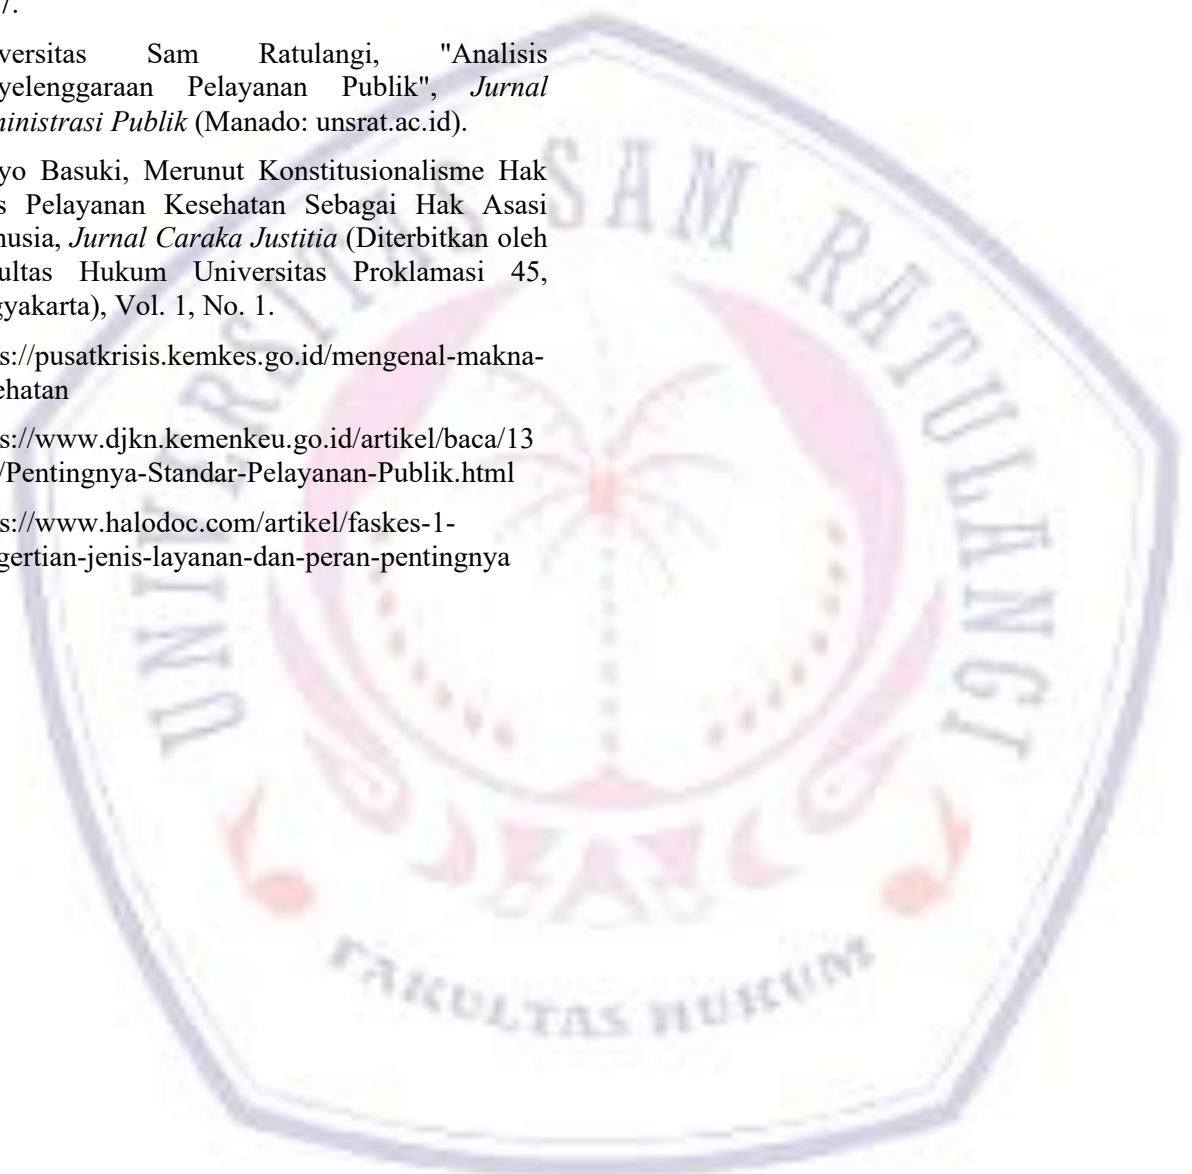 7.
versitas Sam Ratulangi, "Analisis
yelenggaraan Pelayanan Publik", Jurnal
ministrasi Publik (Manado: unsrat.ac.id).
yo Basuki, Merunut Konstitusionalisme Hak
s Pelayanan Kesehatan Sebagai Hak Asasi
nusia, Jurnal Caraka Justitia (Diterbitkan oleh
ultas Hukum Universitas Proklamasi 45,
gyakarta), Vol. 1, No. 1.
s://pusatkrisis.kemkes.go.id/mengenal-makna-
ehatan
s://www.djkn.kemenkeu.go.id/artikel/baca/13
/Pentingnya-Standar-Pelayanan-Publik.html
s://www.halodoc.com/artikel/faskes-1-
gertian-jenis-layanan-dan-peran-pentingnya
UNIVERSITAS SAM RATULANGI
FAKULTAS HUKUM